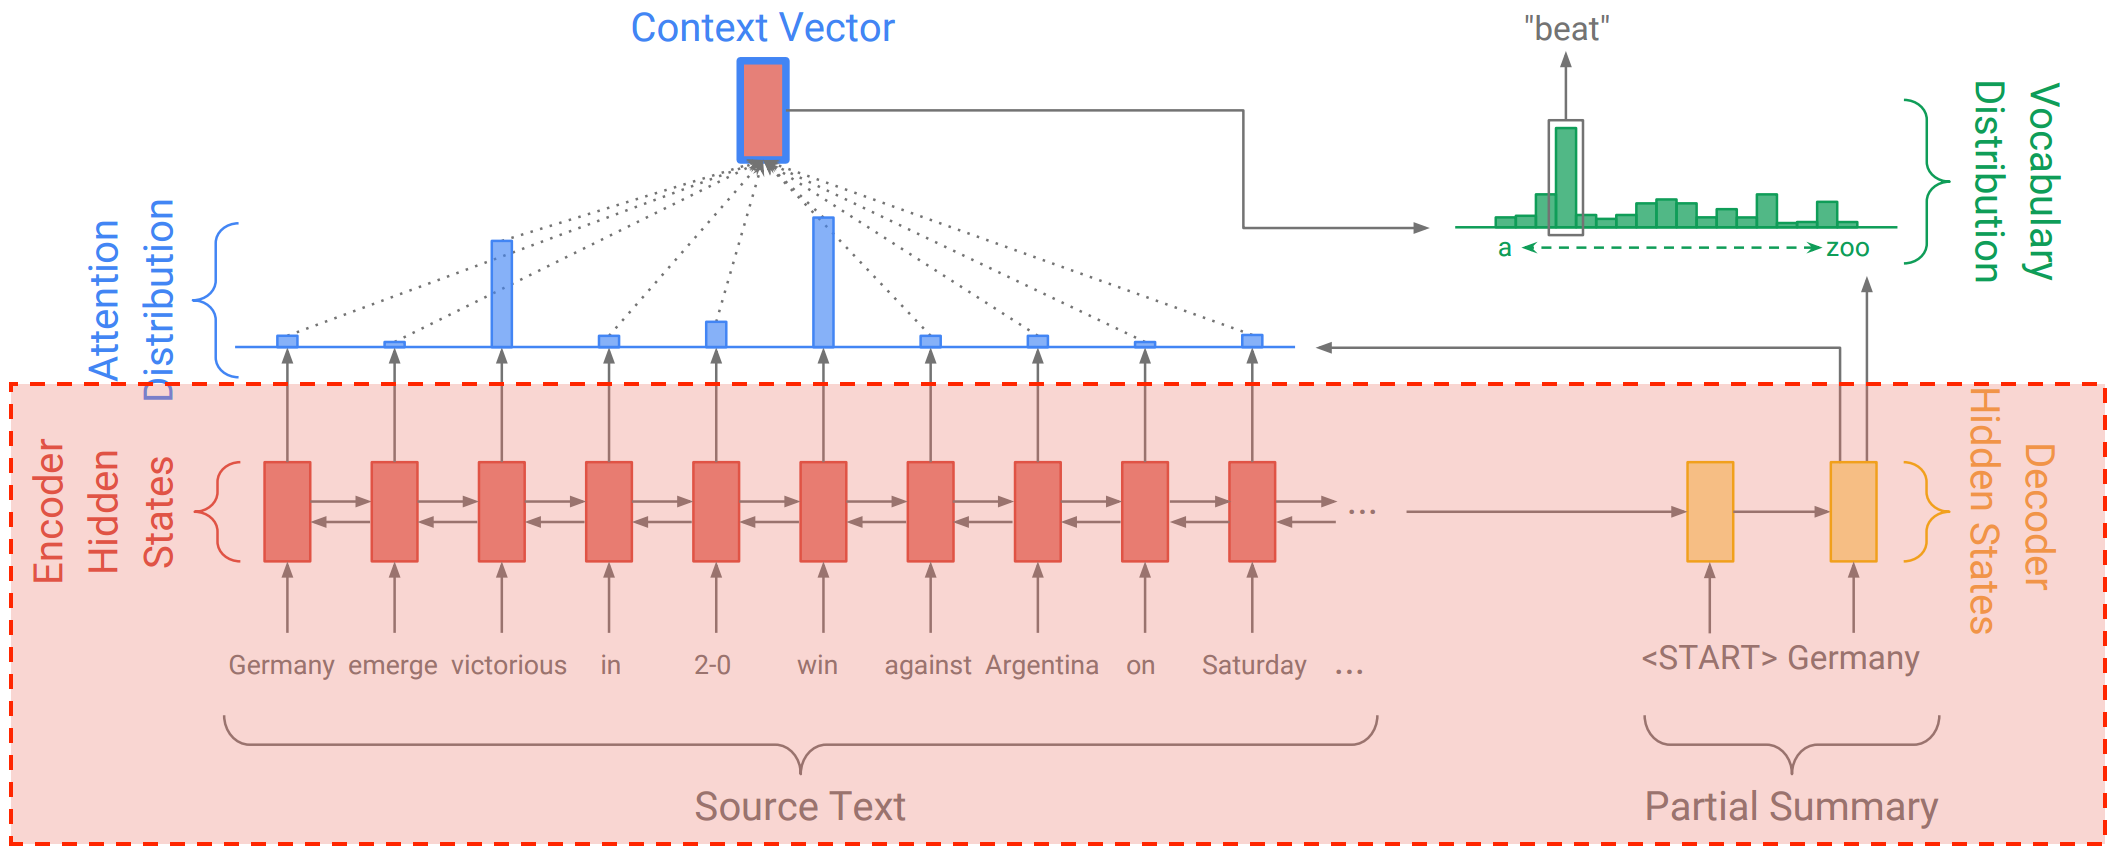 Context Vector
"beat"
a
zoo
Vocabulary
Distribution
Attention
Distribution
Encoder
Hidden
States
...
Decoder
Hidden States
Germany emerge victorious in 2-0 win against Argentina on Saturday ...
<START> Germany
Source Text
Partial Summary